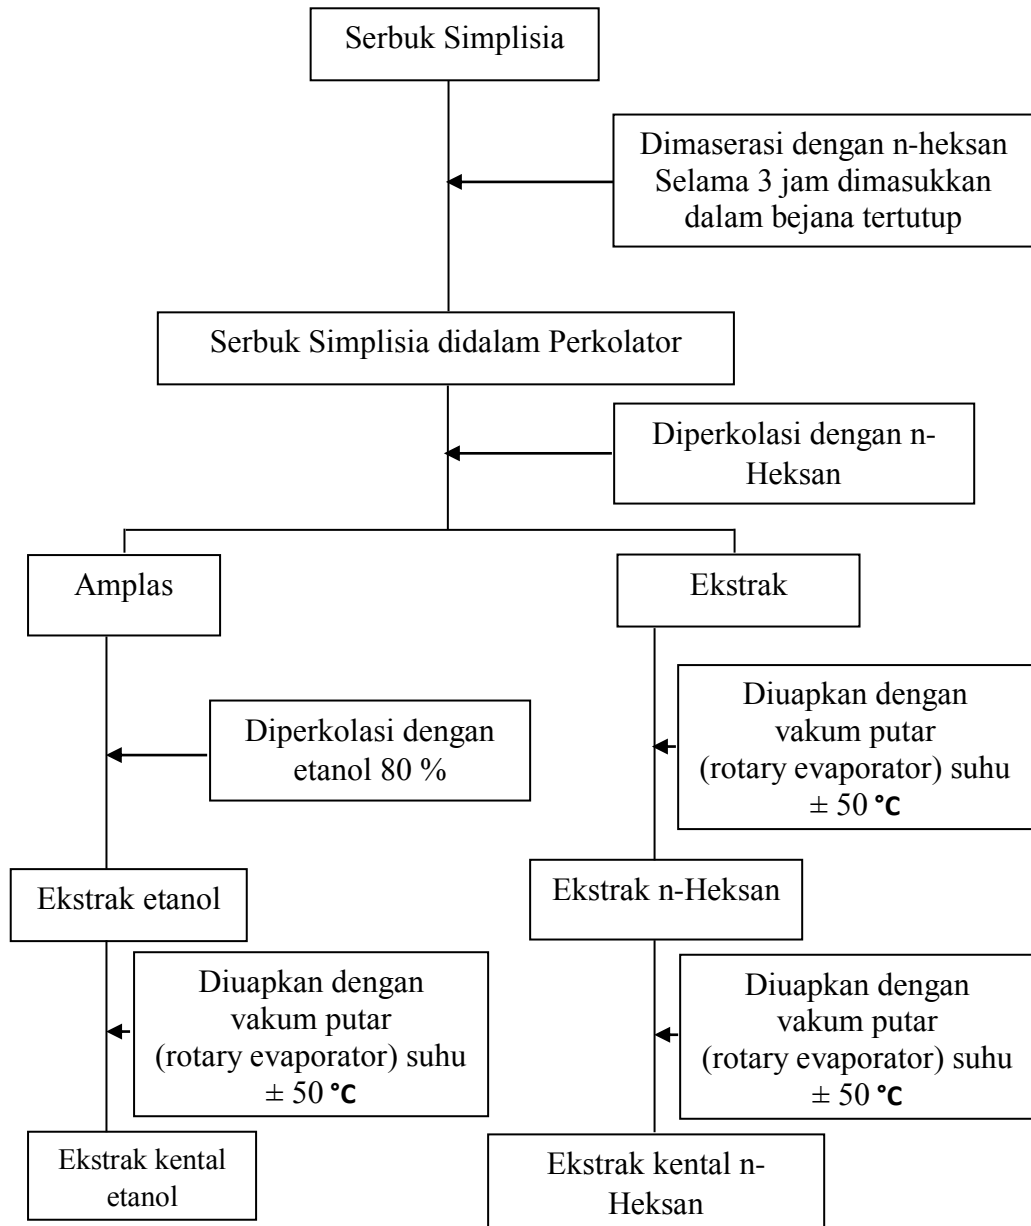 Serbuk Simplisia
Dimaserasi dengan n-heksan
Selama 3 jam dimasukkan
dalam bejana tertutup
Serbuk Simplisia didalam Perkolator
Diperkolasi dengan n-
Heksan
Amplas
Ekstrak
Diperkolasi dengan
etanol 80 %
Diuapkan dengan
vakum putar
(rotary evaporator) suhu
± 50 °C
Ekstrak etanol
Ekstrak n-Heksan
Diuapkan dengan
vakum putar
(rotary evaporator) suhu
± 50 °C
Diuapkan dengan
vakum putar
(rotary evaporator) suhu
± 50 °C
Ekstrak kental
etanol
Ekstrak kental n-
Heksan